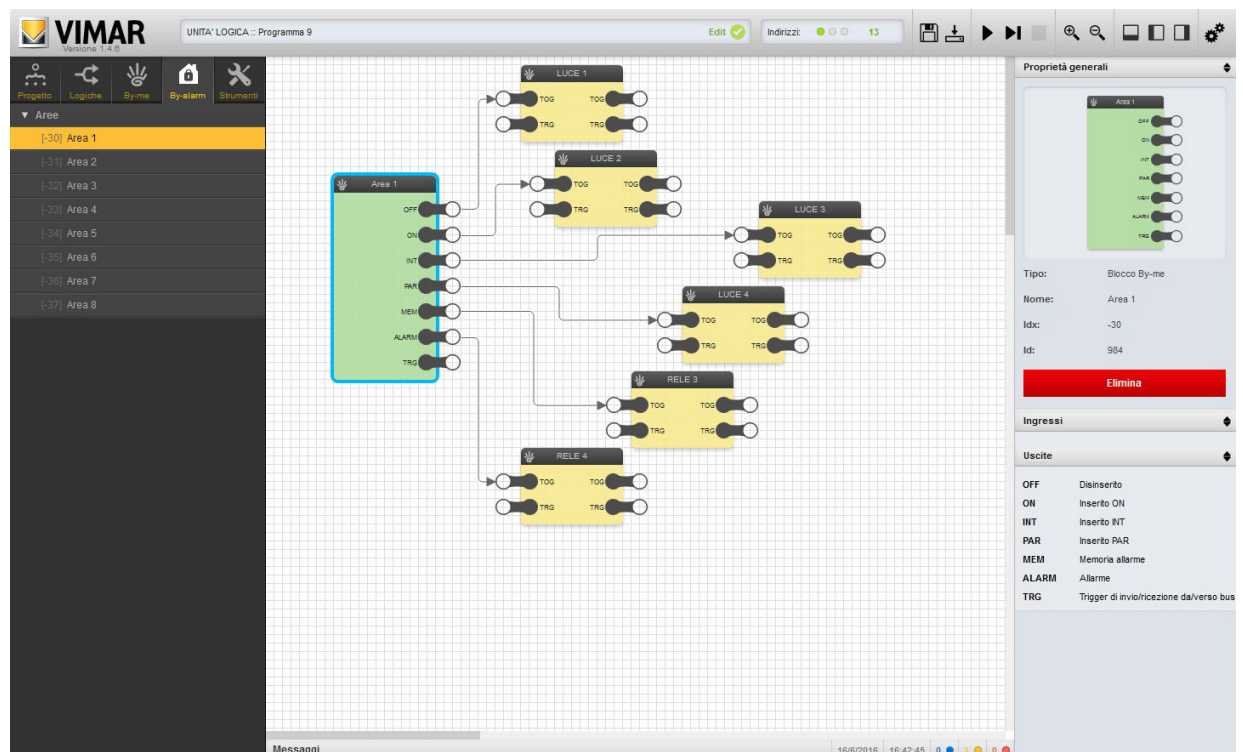 VIMAR
Versione 1.4.6
UNITA' LOGICA :: Programma 9
Edit
Indirizzi:
13
Progetto
Logiche
By-me
By-alarm
Strumenti
Aree
[-30] Area 1
[-31] Area 2
[-32] Area 3
[-33] Area 4
[-34] Area 5
[-35] Area 6
[-36] Area 7
[-37] Area 8
Area 1
OFF
ON
INT
PAR
MEM
ALARM
TRG
LUCE 1
TOG TOG
TRG TRG
LUCE 2
TOG TOG
TRG TRG
LUCE 3
TOG TOG
TRG TRG
LUCE 4
TOG TOG
TRG TRG
RELE 3
TOG TOG
TRG TRG
RELE 4
TOG TOG
TRG TRG
Messaggi
16/6/2016 16:42:45 0 3 0
Proprietà generali
Area 1
OFF
ON
INT
PAR
MEM
ALARM
TRG
Tipo: Blocco By-me
Nome: Area 1
Idx: -30
Id: 984
Elimina
Ingressi
Uscite
OFF Disinserito
ON Inserito ON
INT Inserito INT
PAR Inserito PAR
MEM Memoria allarme
ALARM Allarme
TRG Trigger di invio/ricezione da/verso bus